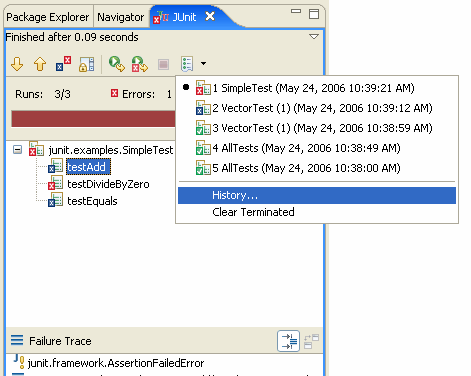 Package Explorer Navigator JUnit
Finished after 0.09 seconds
Runs: 3/3 Errors: 1
1 SimpleTest (May 24, 2006 10:39:21 AM)
2 VectorTest (1) (May 24, 2006 10:39:12 AM)
3 VectorTest (1) (May 24, 2006 10:38:59 AM)
4 AllTests (May 24, 2006 10:38:49 AM)
5 AllTests (May 24, 2006 10:38:00 AM)
History...
Clear Terminated
junit.examples.SimpleTest
testAdd
testDivideByZero
testEquals
Failure Trace
junit.framework.AssertionFailedError